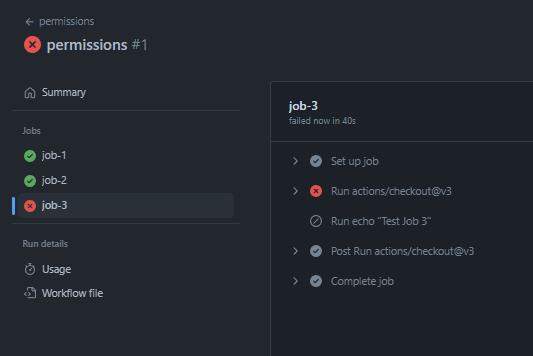 permissions
permissions #1
Summary
Jobs
job-1
job-2
job-3
Run details
Usage
Workflow file
job-3
failed now in 40s
Set up job
Run actions/checkout@v3
Run echo "Test Job 3"
Post Run actions/checkout@v3
Complete job